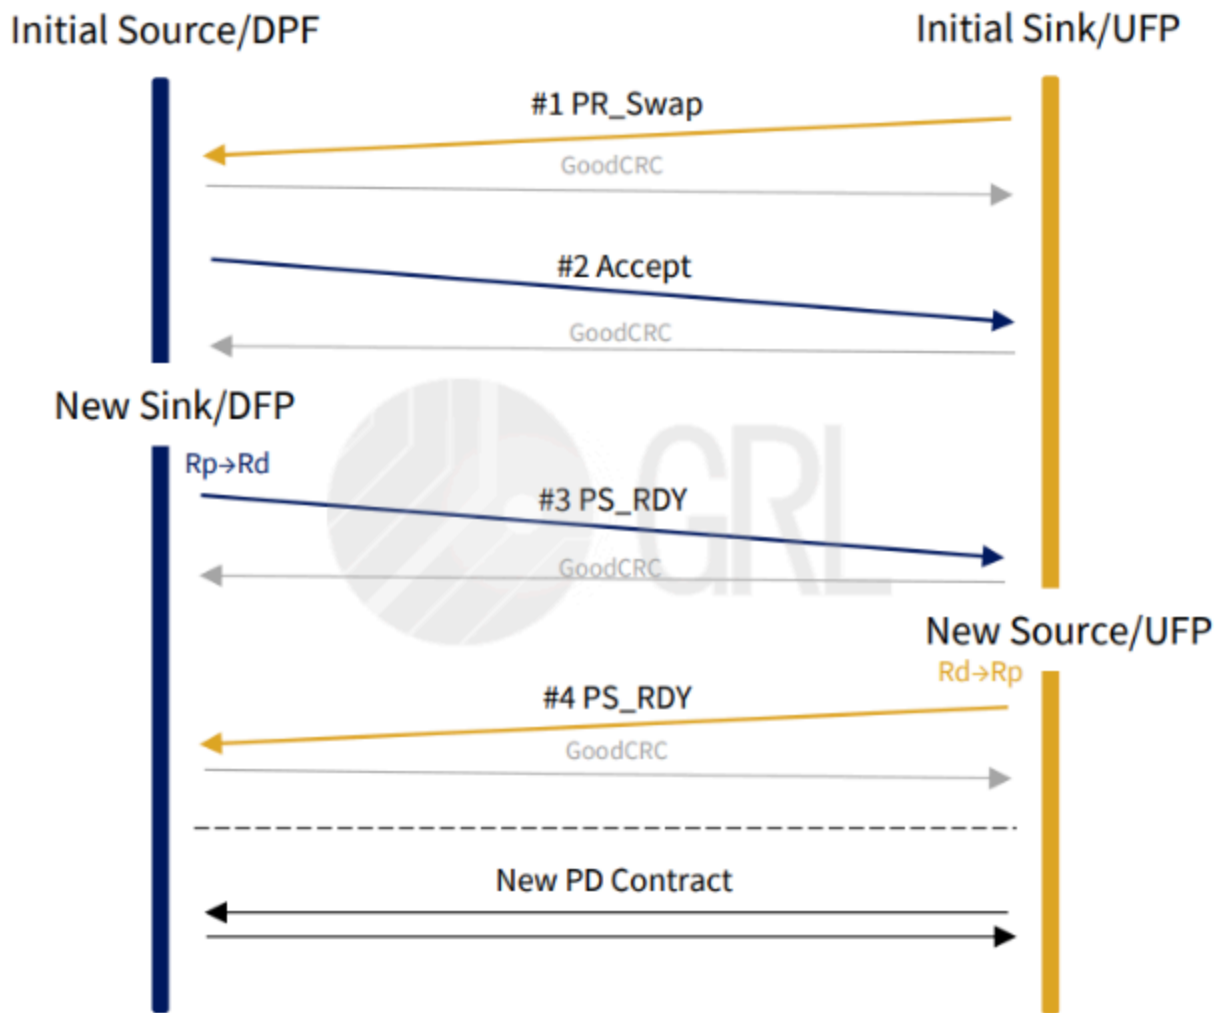 Initial Source/DPF
Initial Sink/UFP
#1 PR_Swap
GoodCRC
#2 Accept
GoodCRC
New Sink/DFP
Rp→Rd
#3 PS_RDY
GoodCRC
GRL
New Source/UFP
Rd→Rp
#4 PS_RDY
GoodCRC
New PD Contract